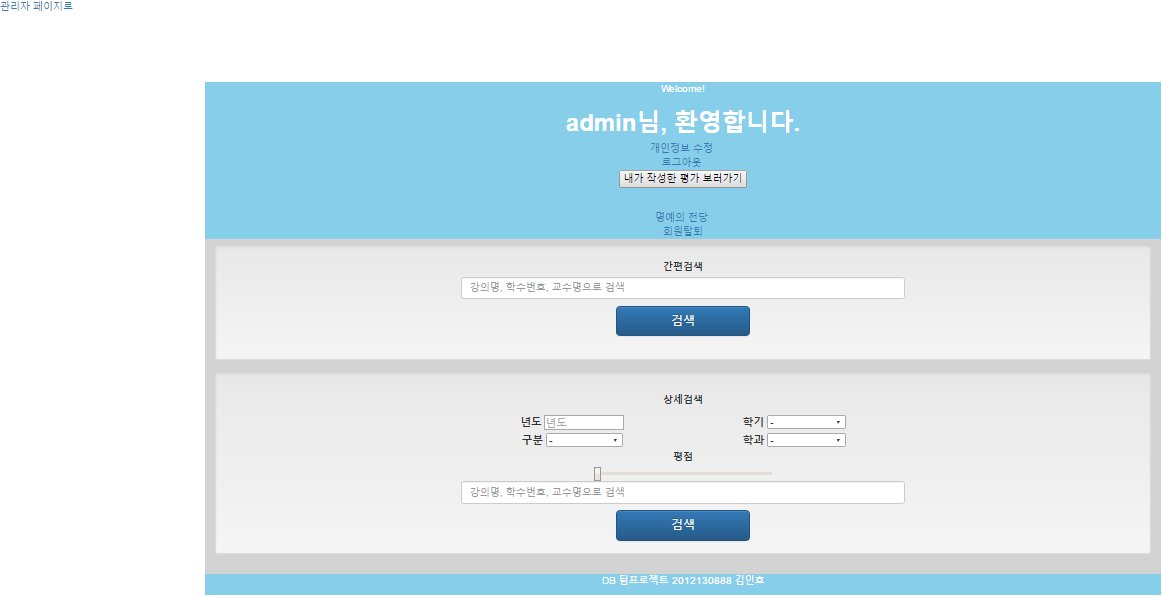 관리자 페이지로
Welcome!
admin님, 환영합니다.
개인정보 수정
로그아웃
내가 작성한 평가 보러가기
명예의 전당
회원탈퇴
간편검색
강의명, 학수번호, 교수명으로 검색
검색
상세검색
년도 년도 학기 -
구분 - 학과 -
평점
강의명, 학수번호, 교수명으로 검색
검색
DB 팀프로젝트 2012130888 김민호